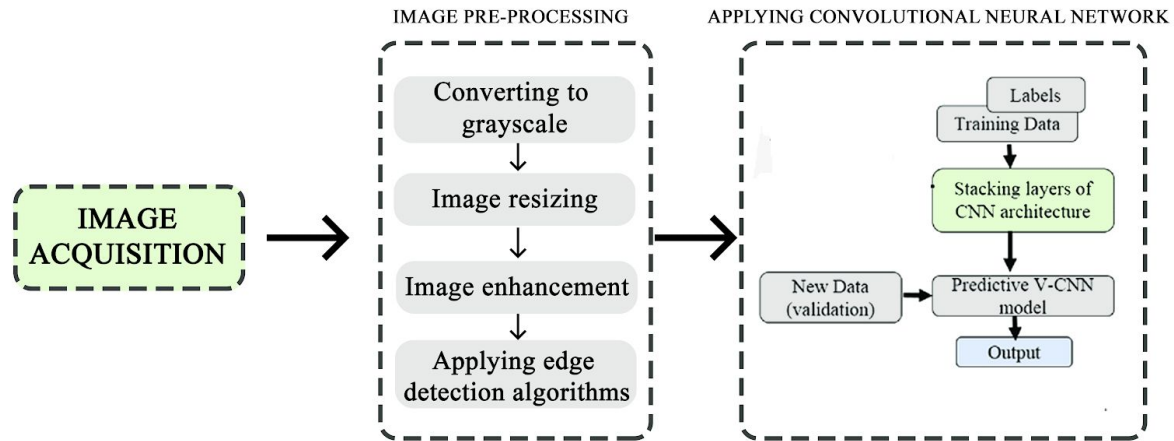 IMAGE PRE-PROCESSING
APPLYING CONVOLUTIONAL NEURAL NETWORK
IMAGE
ACQUISITION
Converting to
grayscale
Image resizing
Image enhancement
Applying edge
detection algorithms
Labels
Training Data
Stacking layers of
CNN architecture
New Data
(validation)
Predictive V-CNN
model
Output